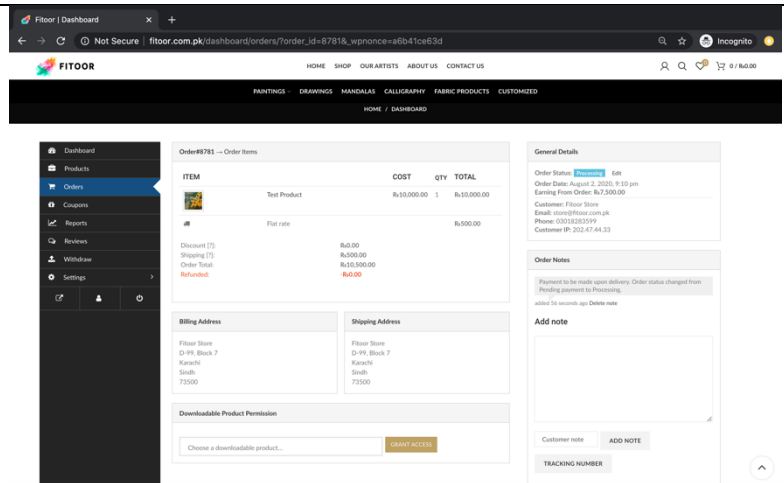 Fitoor | Dashboard
Not Secure | fitoor.com.pk/dashboard/orders/?order_id=8781&_wpnonce=a6b41ce63d
Incognito
FITOOR
HOME SHOP OUR ARTISTS ABOUT US CONTACT US
0 / ₨0.00
PAINTINGS DRAWINGS MANDALAS CALLIGRAPHY FABRIC PRODUCTS CUSTOMIZED
HOME / DASHBOARD
Dashboard
Products
Orders
Coupons
Reports
Reviews
Withdraw
Settings
Order#8781 → Order Items
ITEM COST QTY TOTAL
Test Product ₨10,000.00 1 ₨10,000.00
Flat rate ₨500.00
Discount [?]: ₨0.00
Shipping [?]: ₨500.00
Order Total: ₨10,500.00
Refunded: -₨0.00
Billing Address
Fitoor Store
D-99, Block 7
Karachi
Sindh
73500
Shipping Address
Fitoor Store
D-99, Block 7
Karachi
Sindh
73500
Downloadable Product Permission
Choose a downloadable product...
GRANT ACCESS
General Details
Order Status: Processing Edit
Order Date: August 2, 2020, 9:10 pm
Earning From Order: ₨7,500.00
Customer: Fitoor Store
Email: store@fitoor.com.pk
Phone: 03018283599
Customer IP: 202.47.44.33
Order Notes
Payment to be made upon delivery. Order status changed from
Pending payment to Processing.
added 56 seconds ago Delete note
Add note
Customer note
ADD NOTE
TRACKING NUMBER